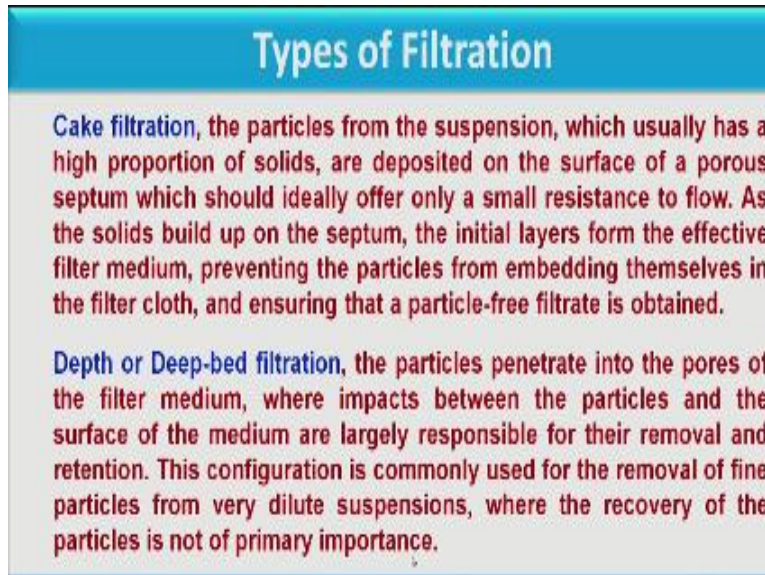 Types of Filtration
Cake filtration, the particles from the suspension, which usually has a
high proportion of solids, are deposited on the surface of a porous
septum which should ideally offer only a small resistance to flow. As
the solids build up on the septum, the initial layers form the effective
filter medium, preventing the particles from embedding themselves in
the filter cloth, and ensuring that a particle-free filtrate is obtained.
Depth or Deep-bed filtration, the particles penetrate into the pores of
the filter medium, where impacts between the particles and the
surface of the medium are largely responsible for their removal and
retention. This configuration is commonly used for the removal of fine
particles from very dilute suspensions, where the recovery of the
particles is not of primary importance.